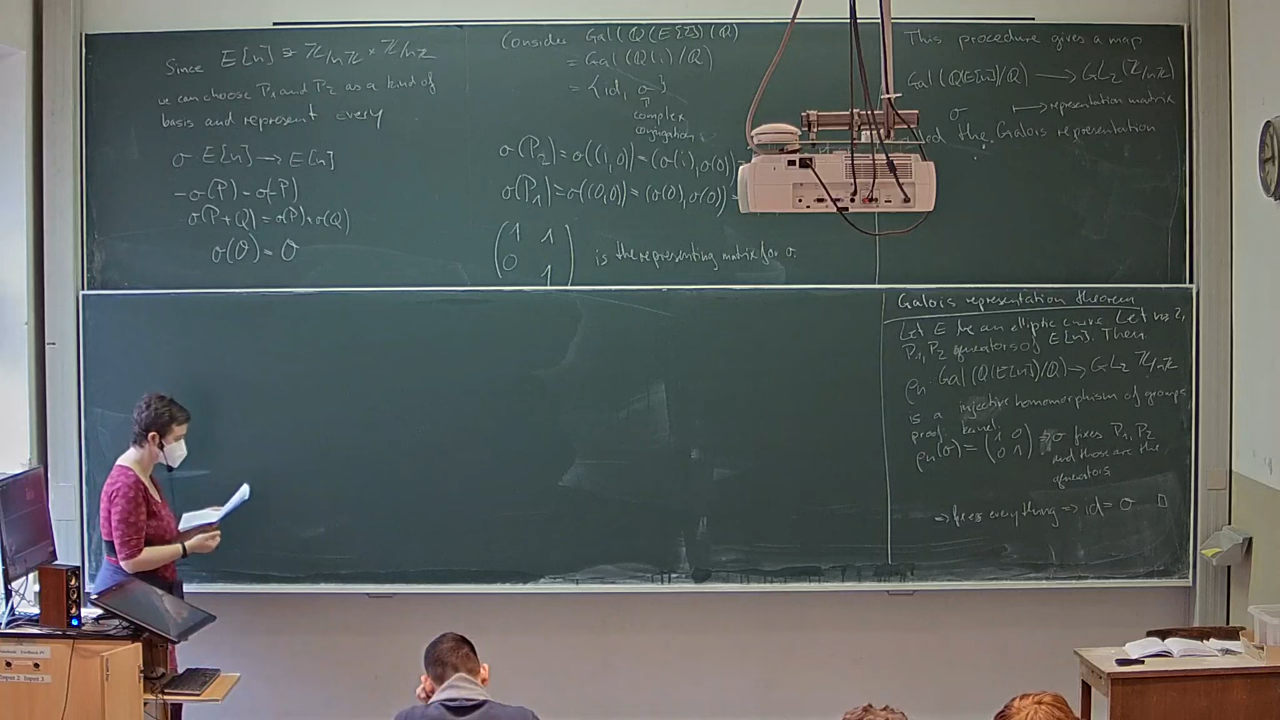 Since E[n] ≅ Z/nZ × Z/nZ
we can choose P₁ and P₂ as a kind of
basis and represent every
σ E[n] → E[n]
-σ(P) = σ(-P)
σ(P+Q) = σ(P)+σ(Q)
σ(O) = O
Consider Gal(Q(E[2])/Q)
= Gal(Q(i)/Q)
= {id, σ}
complex
conjugation
σ(P₂) = σ((1,0)) = (σ(i),σ(0))
σ(P₁) = σ((0,0)) = (σ(0),σ(0)) =
(1 1
0 1)
is the representing matrix for σ.
This procedure gives a map
Gal(Q(E[n])/Q) → GL₂(Z/nZ)
σ ↦ representation matrix
the Galois representation
Galois representation theorem
Let E be an elliptic curve. Let n≥2,
P₁,P₂ generators of E[n]. Then
ρn: Gal(Q(E[n])/Q) → GL₂ Z/nZ
is a injective homomorphism of groups
proof: kernel.
ρn(σ) = (1 0
0 1) ⇒ σ fixes P₁,P₂
and those are the
generators
⇒ fixes everything ⇒ id = σ □